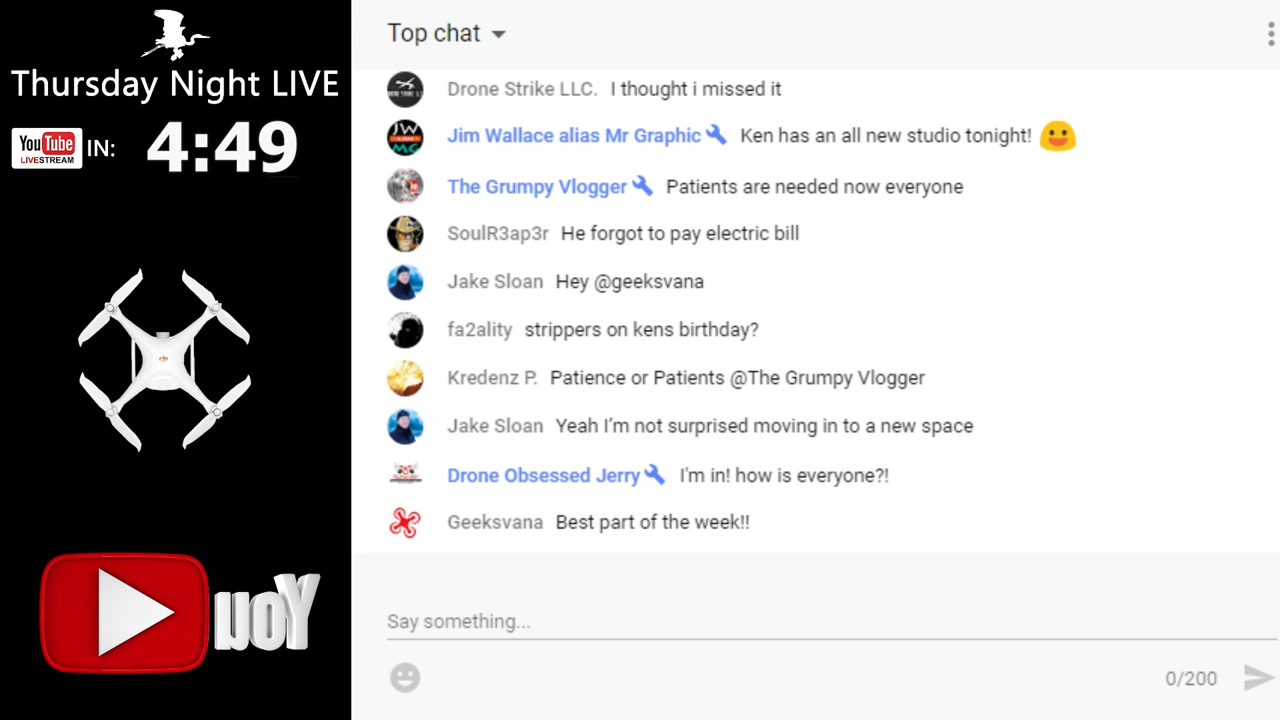 Thursday Night LIVE
YouTube
LIVESTREAM
IN:
4:49
You
Top chat
Drone Strike LLC. I thought i missed it
Jim Wallace alias Mr Graphic Ken has an all new studio tonight!
The Grumpy Vlogger Patients are needed now everyone
SoulR3ap3r He forgot to pay electric bill
Jake Sloan Hey @geeksvana
fa2ality strippers on kens birthday?
Kredenz P. Patience or Patients @The Grumpy Vlogger
Jake Sloan Yeah I'm not surprised moving in to a new space
Drone Obsessed Jerry I'm in! how is everyone?!
Geeksvana Best part of the week!!
Say something...
0/200